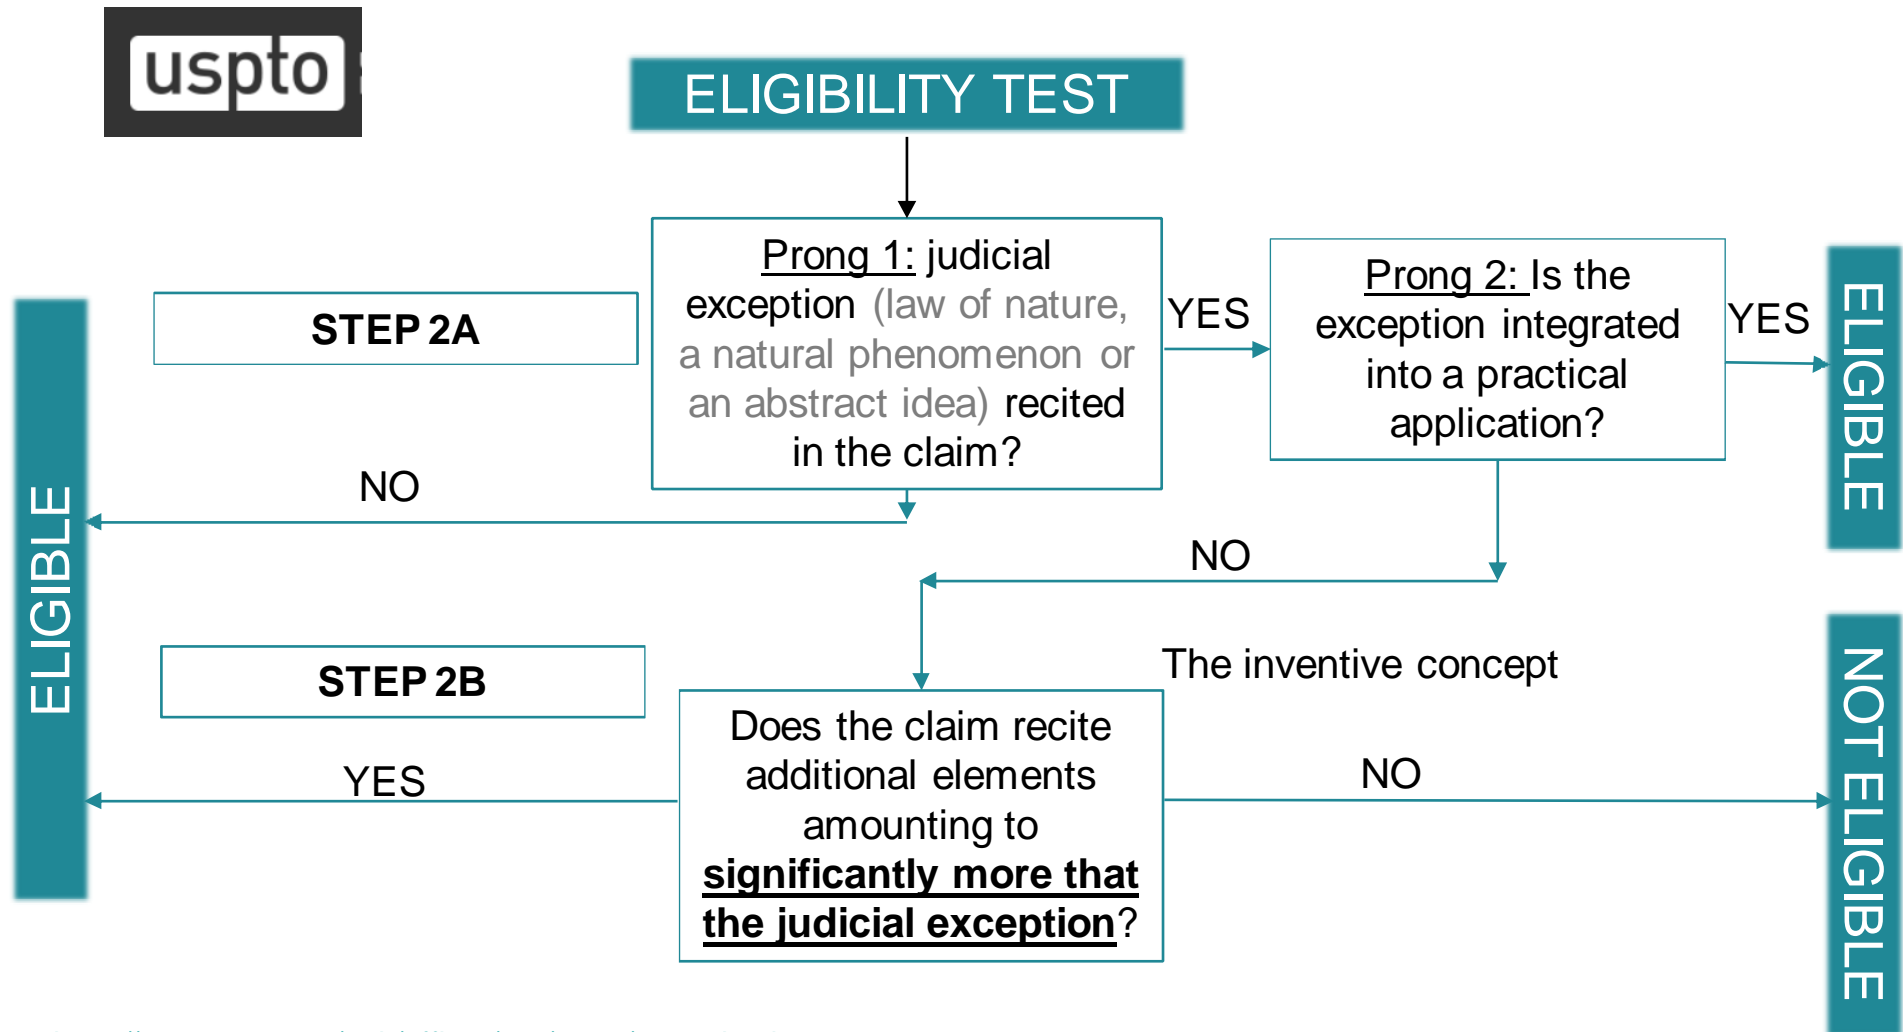 uspto
ELIGIBILITY TEST
Prong 1: judicial
exception (law of nature,
a natural phenomenon or
an abstract idea) recited
in the claim?
YES
Prong 2: Is the
exception integrated
into a practical
application?
YES
ELIGIBLE
STEP 2A
NO
ELIGIBLE
NO
The inventive concept
STEP 2B
Does the claim recite
additional elements
amounting to
significantly more that
the judicial exception?
YES
NO
NOT ELIGIBLE